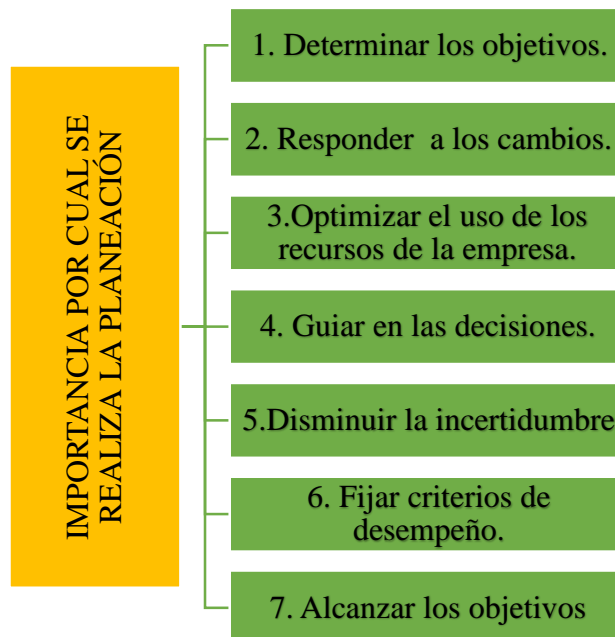 IMPORTANCIA POR CUAL SE
REALIZA LA PLANEACIÓN
1. Determinar los objetivos.
2. Responder a los cambios.
3.Optimizar el uso de los
recursos de la empresa.
4. Guiar en las decisiones.
5.Disminuir la incertidumbre
6. Fijar criterios de
desempeño.
7. Alcanzar los objetivos